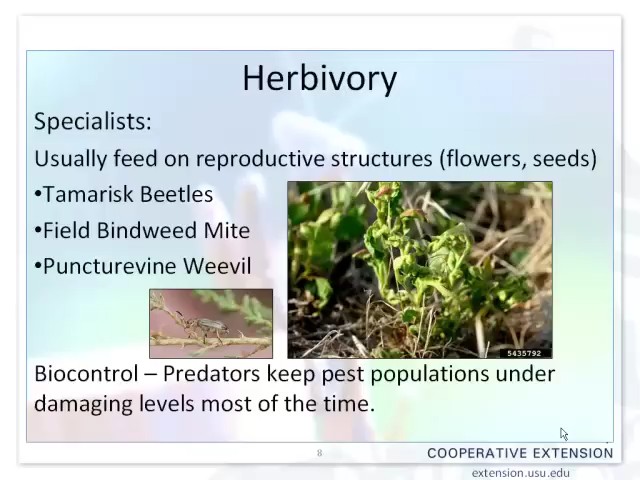 Herbivory
Specialists:
Usually feed on reproductive structures (flowers, seeds)
•Tamarisk Beetles
•Field Bindweed Mite
•Puncturevine Weevil
5435792
Biocontrol – Predators keep pest populations under
damaging levels most of the time.
8
COOPERATIVE EXTENSION
extension.usu.edu